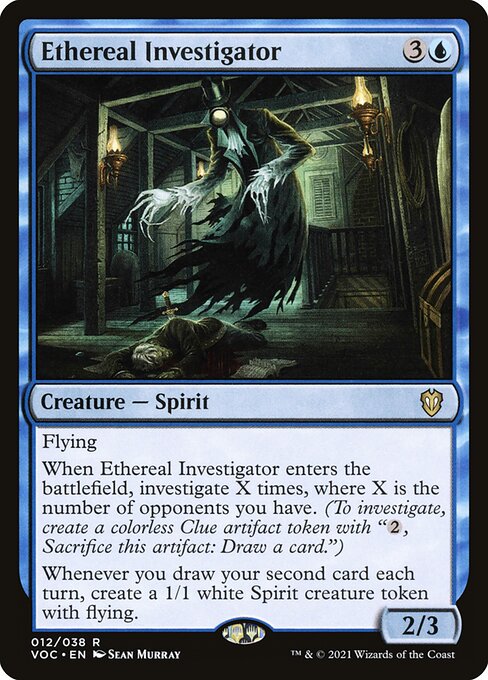 Ethereal Investigator 3
Creature — Spirit
Flying
When Ethereal Investigator enters the
battlefield, investigate X times, where X is the
number of opponents you have. (To investigate,
create a colorless Clue artifact token with “2,
Sacrifice this artifact: Draw a card.”)
Whenever you draw your second card each
turn, create a 1/1 white Spirit creature token
with flying.
2/3
012/038 R
VOC • EN Sean Murray
™ & © 2021 Wizards of the Coast